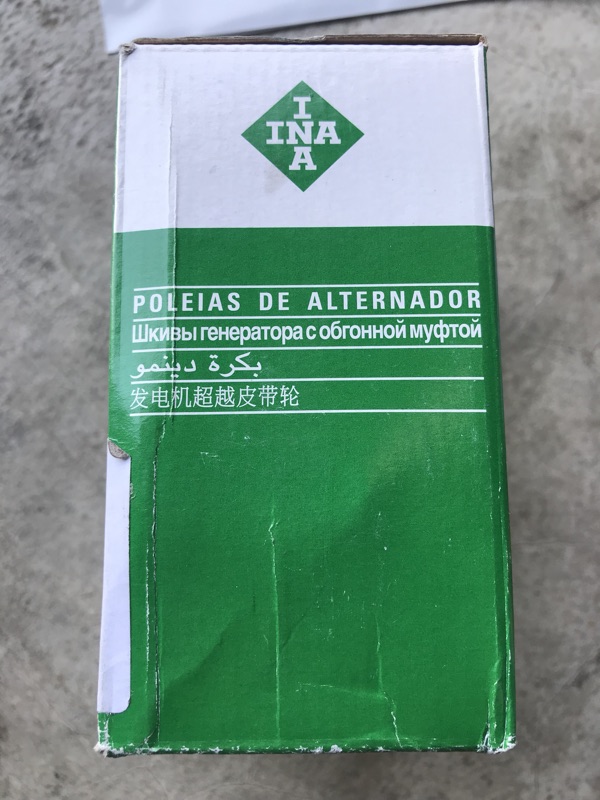 I
INA
A
POLEIAS DE ALTERNADOR
Шкивы генератора с обгонной муфтой
بكرة دينمو
发电机超越皮带轮